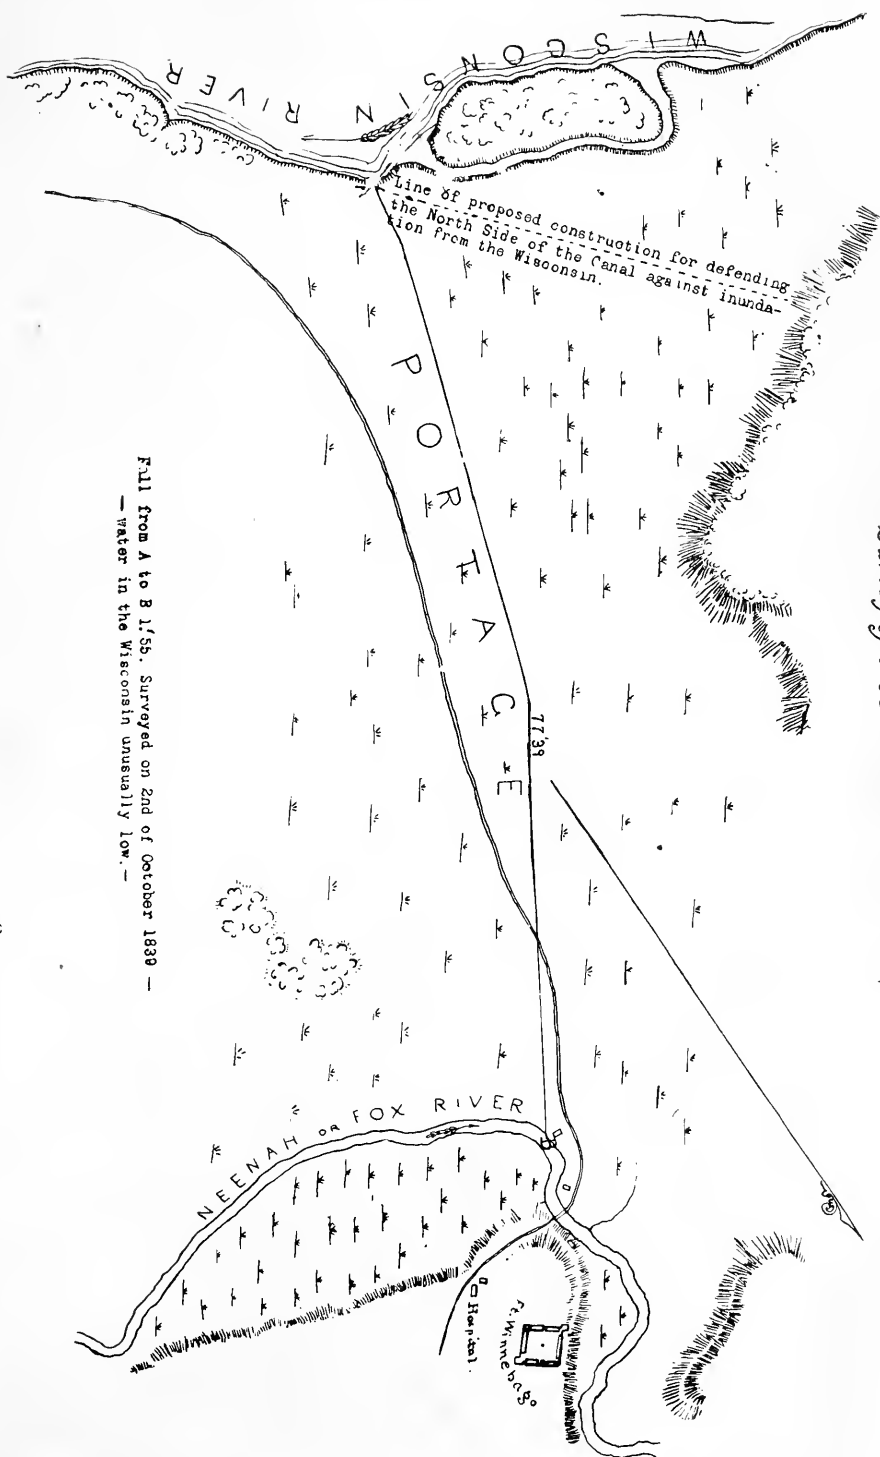 WISCONSIN RIVER
Line of proposed construction for defending
the North Side of the Canal against inunda-
tion from the Wisconsin.
PORTAGE
77'39
Fall from A to B 1.'55. Surveyed on 2nd of October 1839 —
— Water in the Wisconsin unusually low. —
NEENAH OR FOX RIVER
B
Hospital.
Ft. Winnebago